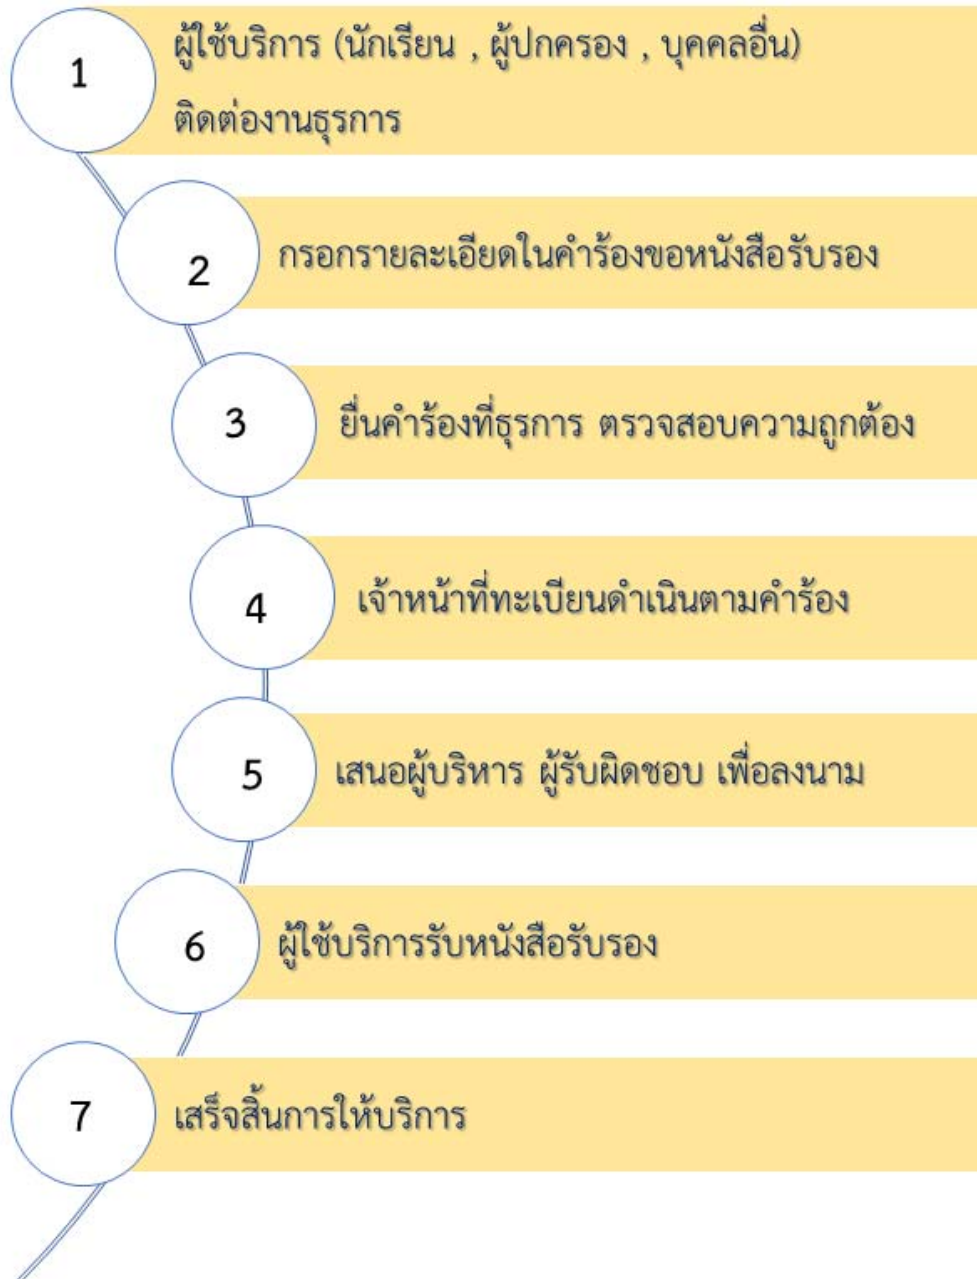 1
ผู้ใช้บริการ (นักเรียน , ผู้ปกครอง , บุคคลอื่น)
ติดต่องานธุรการ
2
กรอกรายละเอียดในคำร้องขอหนังสือรับรอง
3
ยื่นคำร้องที่ธุรการ ตรวจสอบความถูกต้อง
4
เจ้าหน้าที่ทะเบียนดำเนินตามคำร้อง
5
เสนอผู้บริหาร ผู้รับผิดชอบ เพื่อลงนาม
6
ผู้ใช้บริการรับหนังสือรับรอง
7
เสร็จสิ้นการให้บริการ